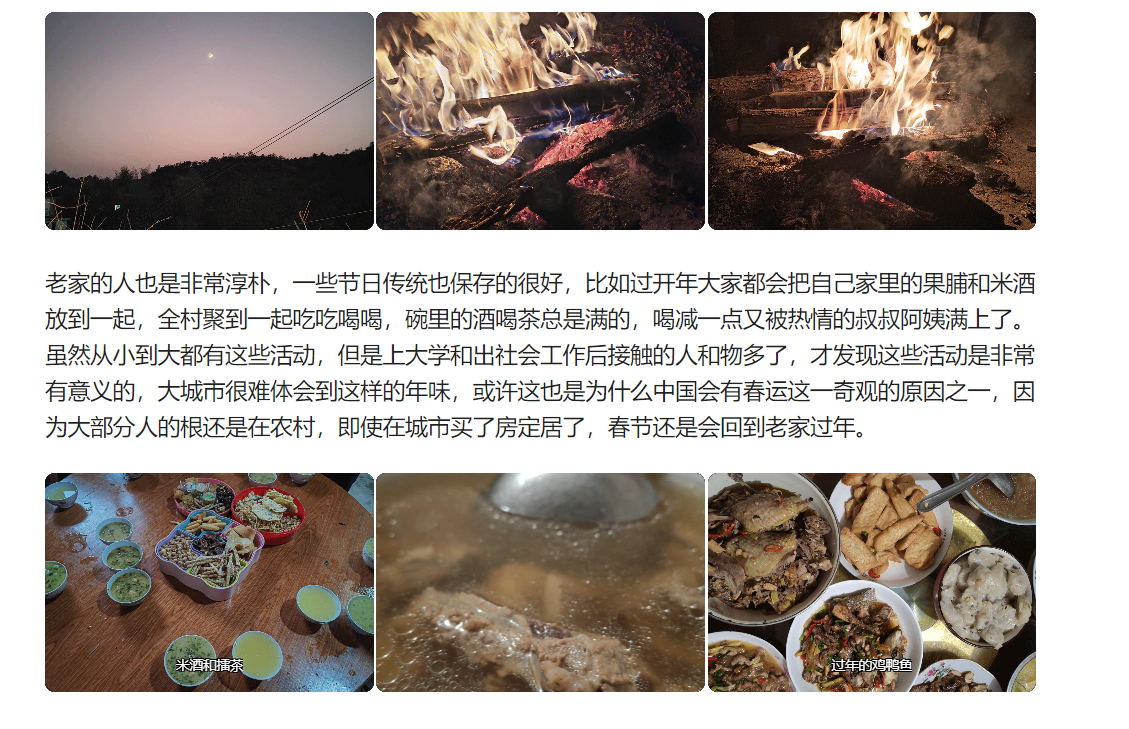 老家的人也是非常淳朴，一些节日传统也保存的很好，比如过开年大家都会把自己家里的果脯和米酒
放到一起，全村聚到一起吃吃喝喝，碗里的酒喝茶总是满的，喝减一点又被热情的叔叔阿姨满上了。
虽然从小到大都有这些活动，但是上大学和出社会工作后接触的人和物多了，才发现这些活动是非常
有意义的，大城市很难体会到这样的年味，或许这也是为什么中国会有春运这一奇观的原因之一，因
为大部分人的根还是在农村，即使在城市买了房定居了，春节还是会回到老家过年。
米酒和擂茶
过年的鸡鸭鱼